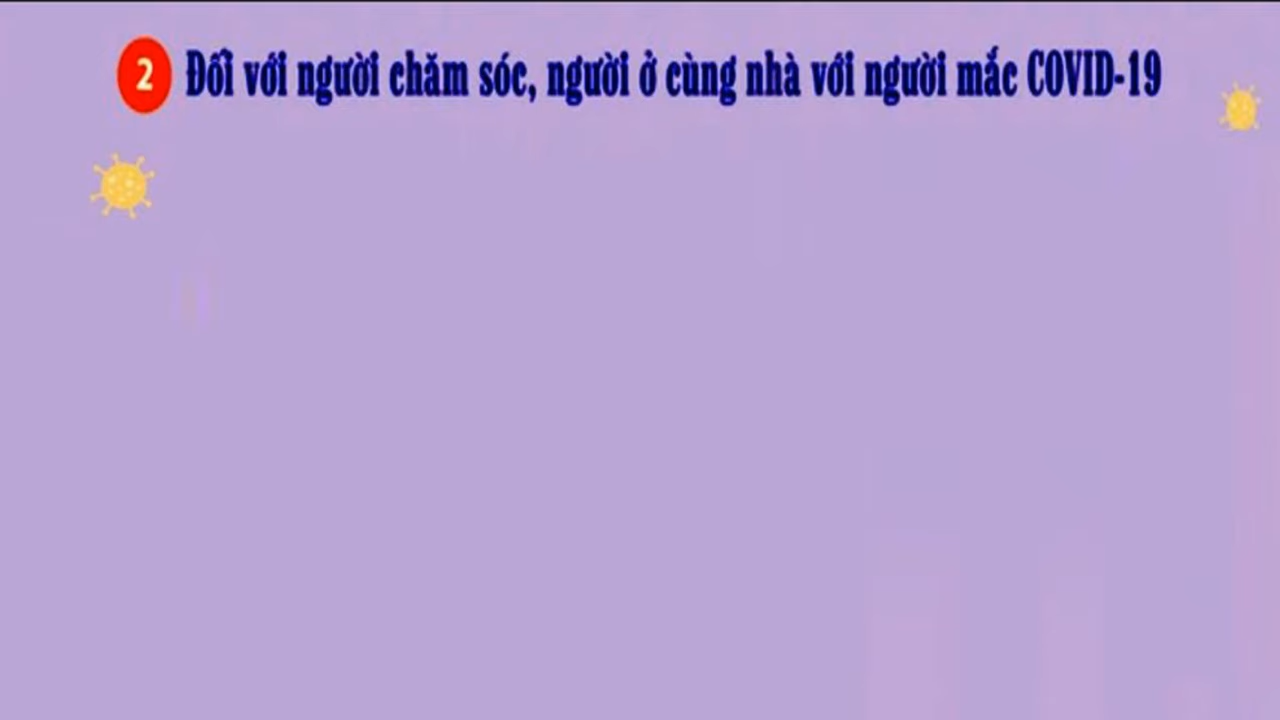 2 Đối với người chăm sóc, người ở cùng nhà với người mắc COVID-19